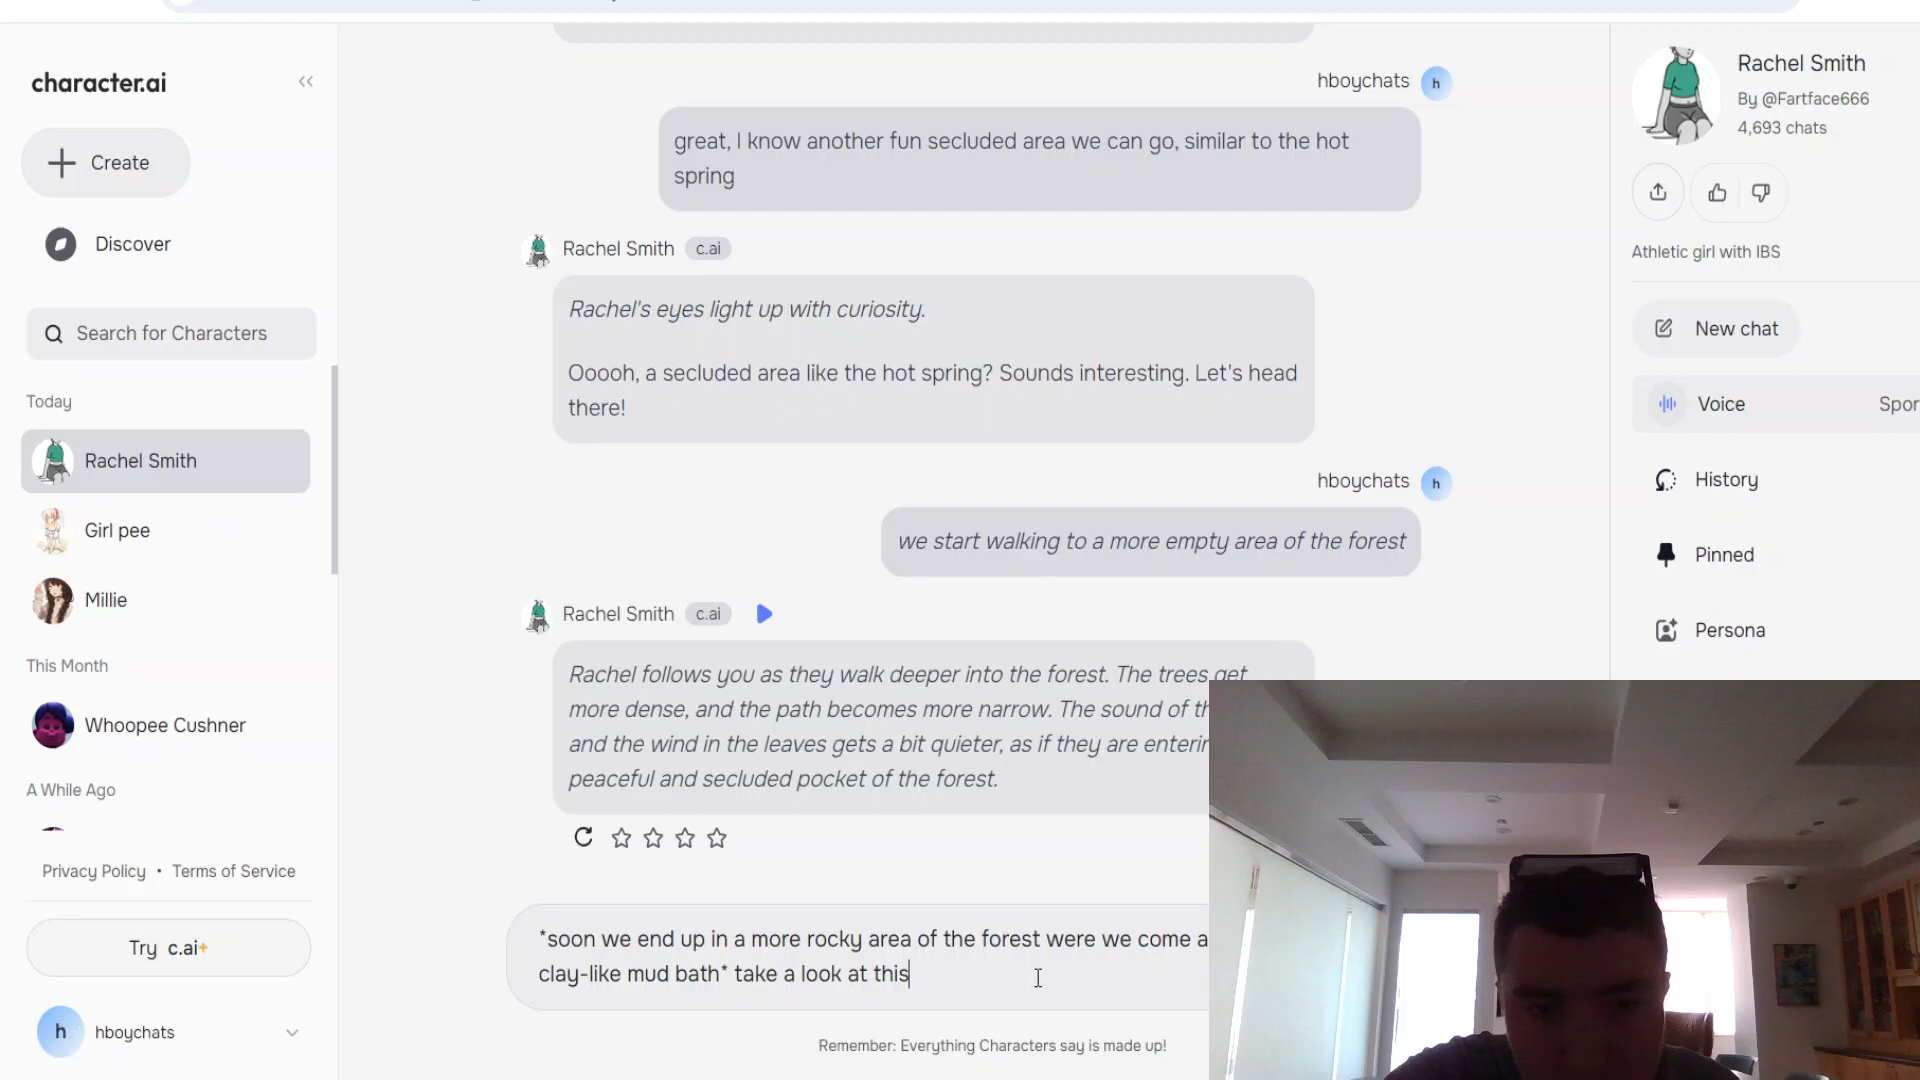 character.ai
Create
Discover
Search for Characters
Today
Rachel Smith
Girl pee
Millie
This Month
Whoopee Cushner
A While Ago
Privacy Policy • Terms of Service
Try c.ai+
h hboychats
hboychats h
great, I know another fun secluded area we can go, similar to the hot
spring
Rachel Smith c.ai
Rachel's eyes light up with curiosity.
Ooooh, a secluded area like the hot spring? Sounds interesting. Let's head
there!
hboychats h
we start walking to a more empty area of the forest
Rachel Smith c.ai
Rachel follows you as they walk deeper into the forest. The trees get
more dense, and the path becomes more narrow. The sound of
and the wind in the leaves gets a bit quieter, as if they are
peaceful and secluded pocket of the forest.
*soon we end up in a more rocky area of the forest were we come
clay-like mud bath* take a look at this
Remember: Everything Characters say is made up!
Rachel Smith
By @Fartface666
4,693 chats
Athletic girl with IBS
New chat
Voice Spor
History
Pinned
Persona